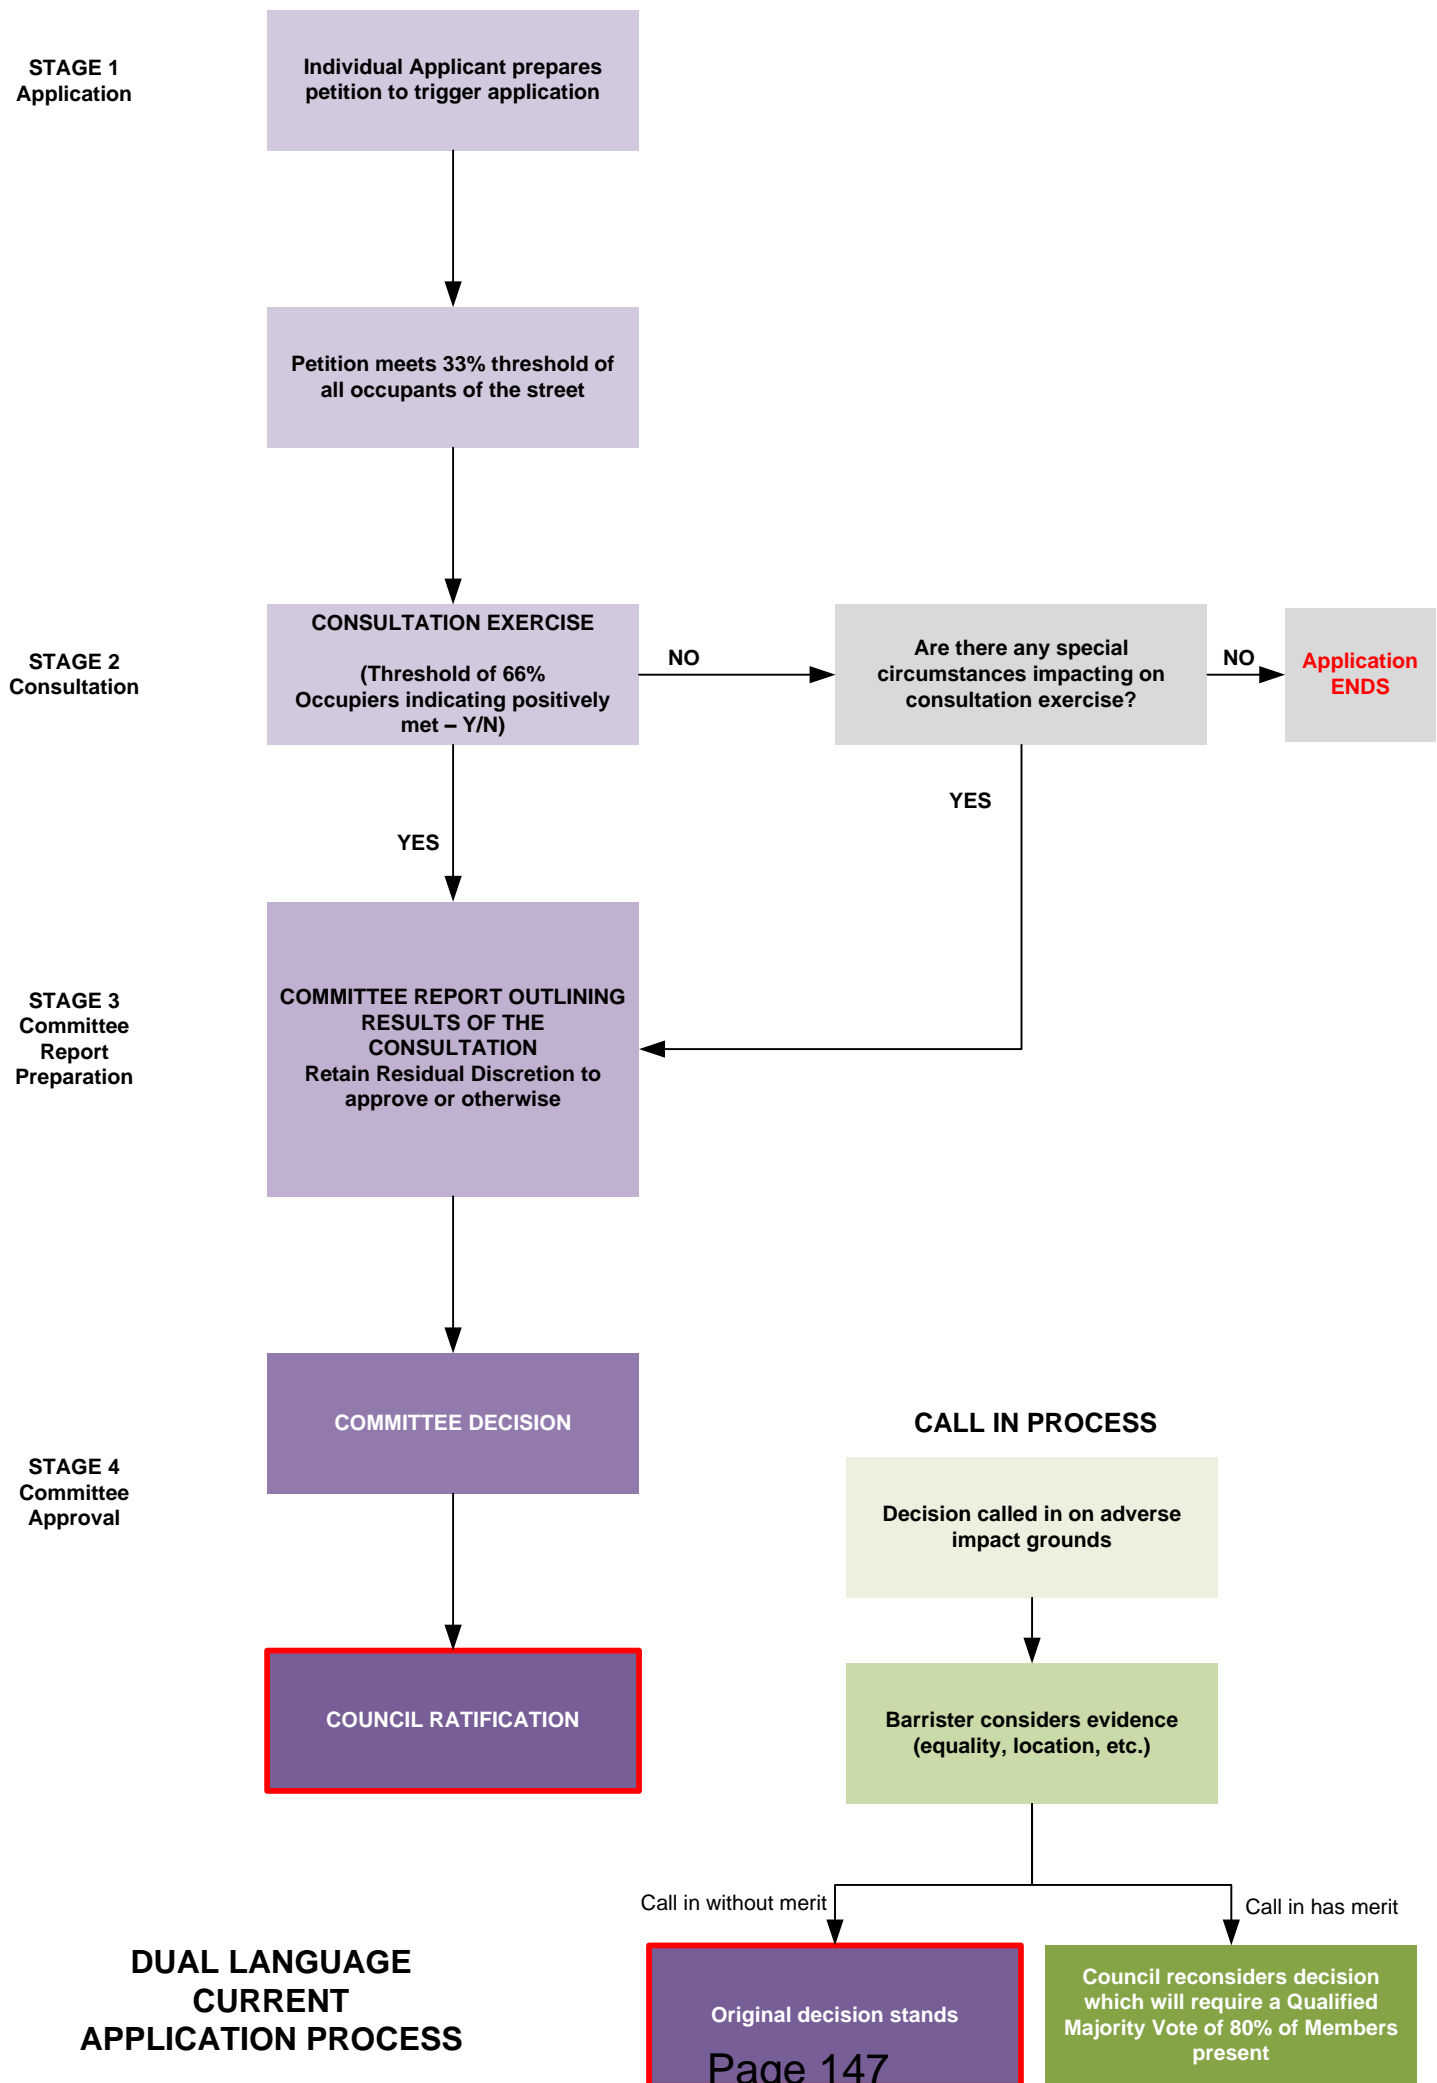 STAGE 1
Application
Individual Applicant prepares
petition to trigger application
Petition meets 33% threshold of
all occupants of the street
STAGE 2
Consultation
CONSULTATION EXERCISE
(Threshold of 66%
Occupiers indicating positively
met – Y/N)
NO
Are there any special
circumstances impacting on
consultation exercise?
NO
Application
ENDS
YES
YES
STAGE 3
Committee
Report
Preparation
COMMITTEE REPORT OUTLINING
RESULTS OF THE
CONSULTATION
Retain Residual Discretion to
approve or otherwise
STAGE 4
Committee
Approval
COMMITTEE DECISION
COUNCIL RATIFICATION
CALL IN PROCESS
Decision called in on adverse
impact grounds
Barrister considers evidence
(equality, location, etc.)
Call in without merit
Call in has merit
Original decision stands
Council reconsiders decision
which will require a Qualified
Majority Vote of 80% of Members
present
DUAL LANGUAGE
CURRENT
APPLICATION PROCESS
Page 147